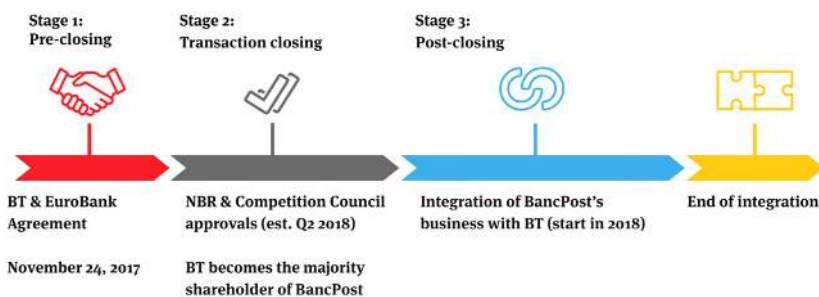 Stage 1:
Pre-closing
Stage 2:
Transaction closing
Stage 3:
Post-closing
BT & EuroBank
Agreement
November 24, 2017
NBR & Competition Council
approvals (est. Q2 2018)
BT becomes the majority
shareholder of BancPost
Integration of BancPost's
business with BT (start in 2018)
End of integration